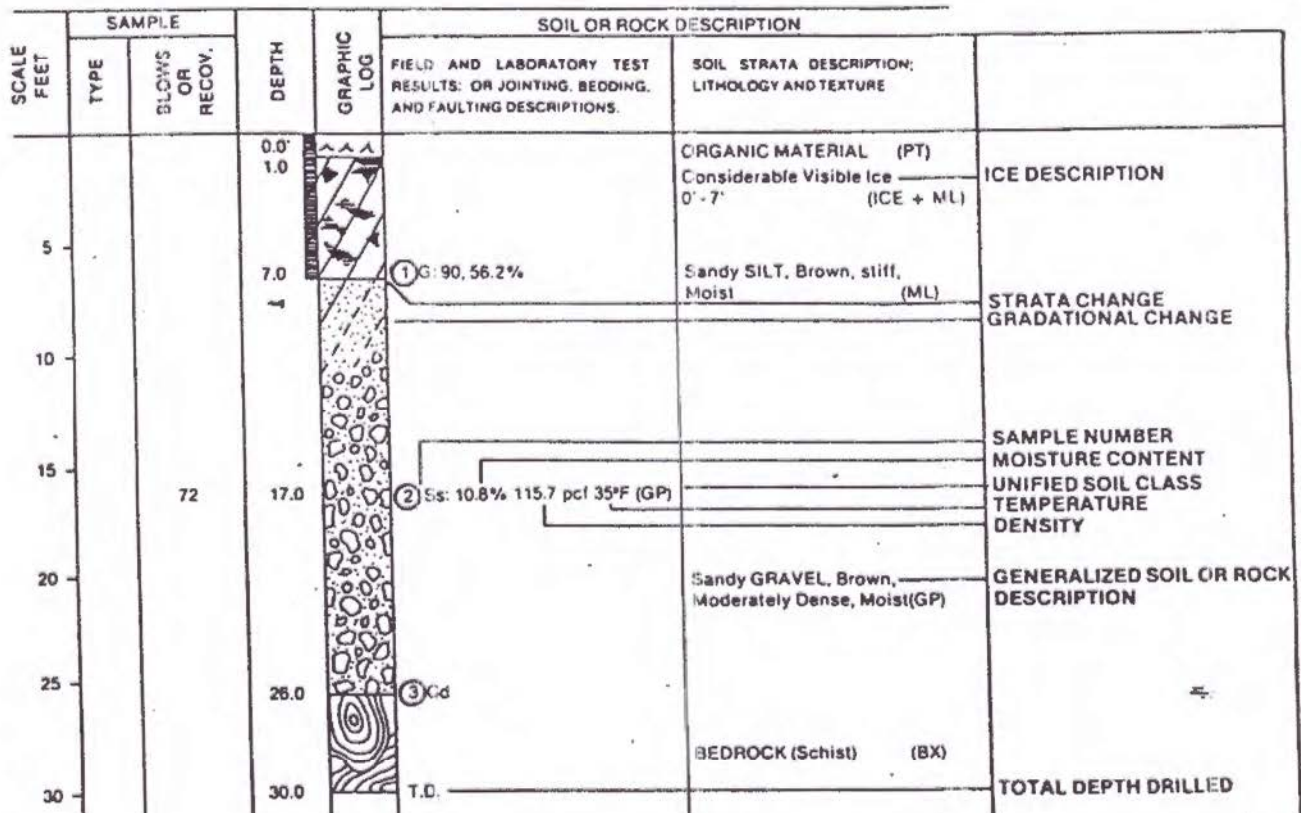 SAMPLE
SOIL OR ROCK DESCRIPTION
SCALE
FEET
TYPE
BLOWS
OR
RECOV.
DEPTH
GRAPHIC
LOG
FIELD AND LABORATORY TEST
RESULTS: OR JOINTING, BEDDING,
AND FAULTING DESCRIPTIONS.
SOIL STRATA DESCRIPTION;
LITHOLOGY AND TEXTURE
0.0'
ORGANIC MATERIAL (PT)
1.0
Considerable Visible Ice
0'-7' (ICE + ML)
ICE DESCRIPTION
5
7.0
1 G: 90, 56.2%
Sandy SILT, Brown, stiff,
Moist (ML)
STRATA CHANGE
GRADATIONAL CHANGE
10
SAMPLE NUMBER
MOISTURE CONTENT
15
72
17.0
2 Ss: 10.8% 115.7 pcf 35°F (GP)
UNIFIED SOIL CLASS
TEMPERATURE
DENSITY
20
Sandy GRAVEL, Brown,
Moderately Dense, Moist(GP)
GENERALIZED SOIL OR ROCK
DESCRIPTION
25
26.0
3 Cd
BEDROCK (Schist) (BX)
30
30.0
T.D.
TOTAL DEPTH DRILLED